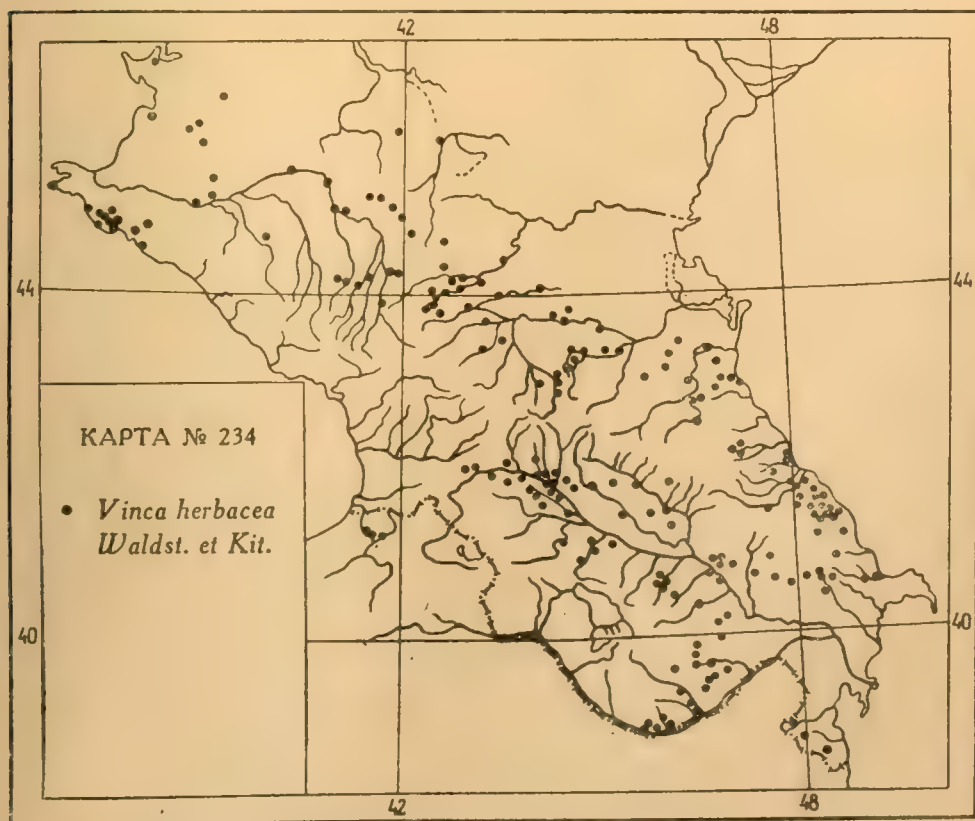 42 48
44 44
КАРТА № 234
Vinca herbacea
Waldst. et Kit.
40 40
42 48